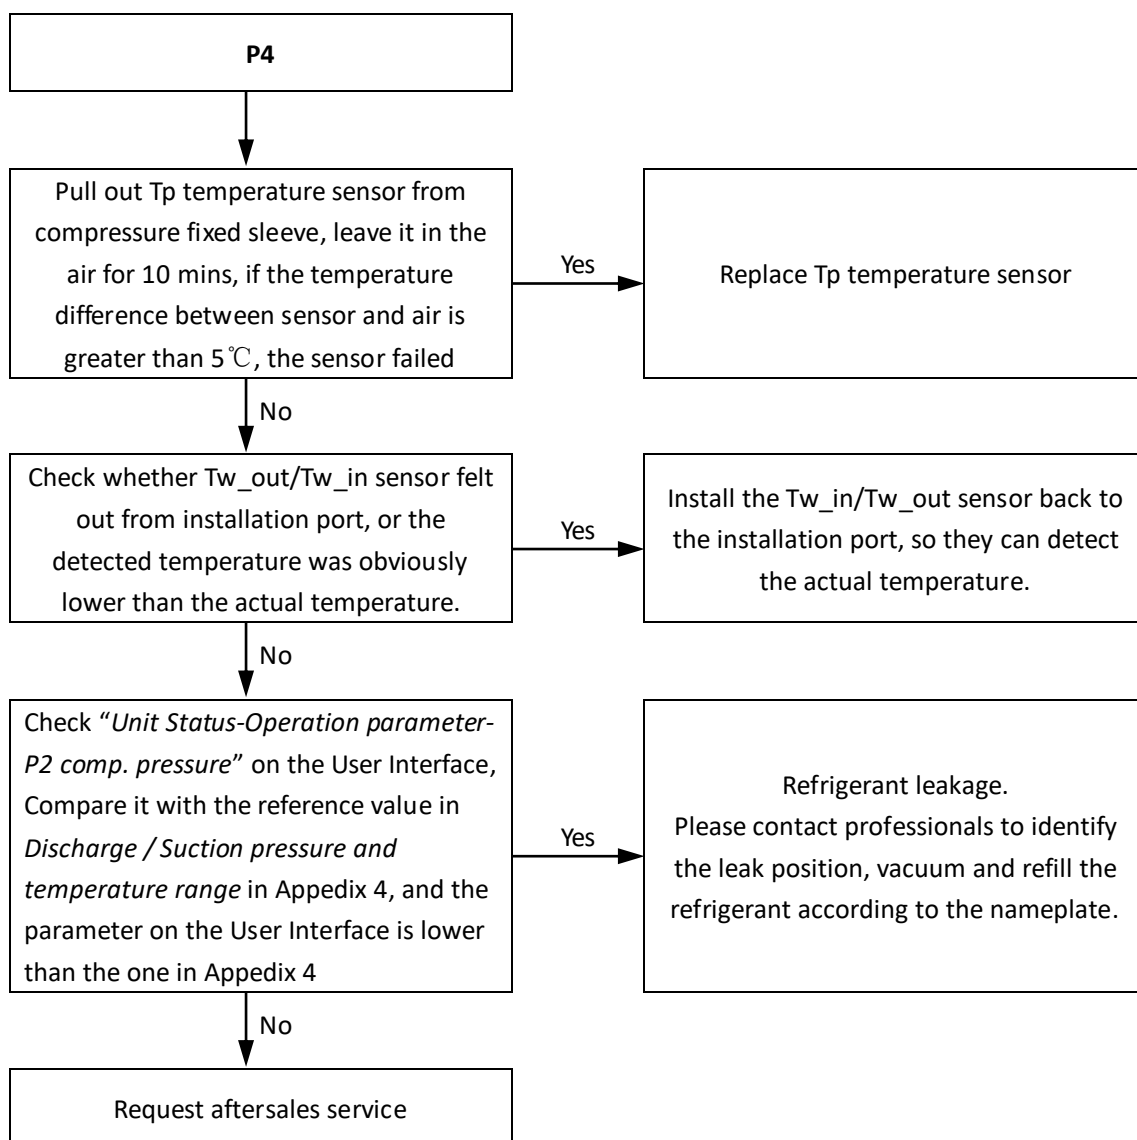 P4
Pull out Tp temperature sensor from
compressure fixed sleeve, leave it in the
air for 10 mins, if the temperature
difference between sensor and air is
greater than 5℃, the sensor failed
Yes
Replace Tp temperature sensor
No
Check whether Tw_out/Tw_in sensor felt
out from installation port, or the
detected temperature was obviously
lower than the actual temperature.
Yes
Install the Tw_in/Tw_out sensor back to
the installation port, so they can detect
the actual temperature.
No
Check “Unit Status-Operation parameter-
P2 comp. pressure” on the User Interface,
Compare it with the reference value in
Discharge / Suction pressure and
temperature range in Appedix 4, and the
parameter on the User Interface is lower
than the one in Appedix 4
Yes
Refrigerant leakage.
Please contact professionals to identify
the leak position, vacuum and refill the
refrigerant according to the nameplate.
No
Request aftersales service